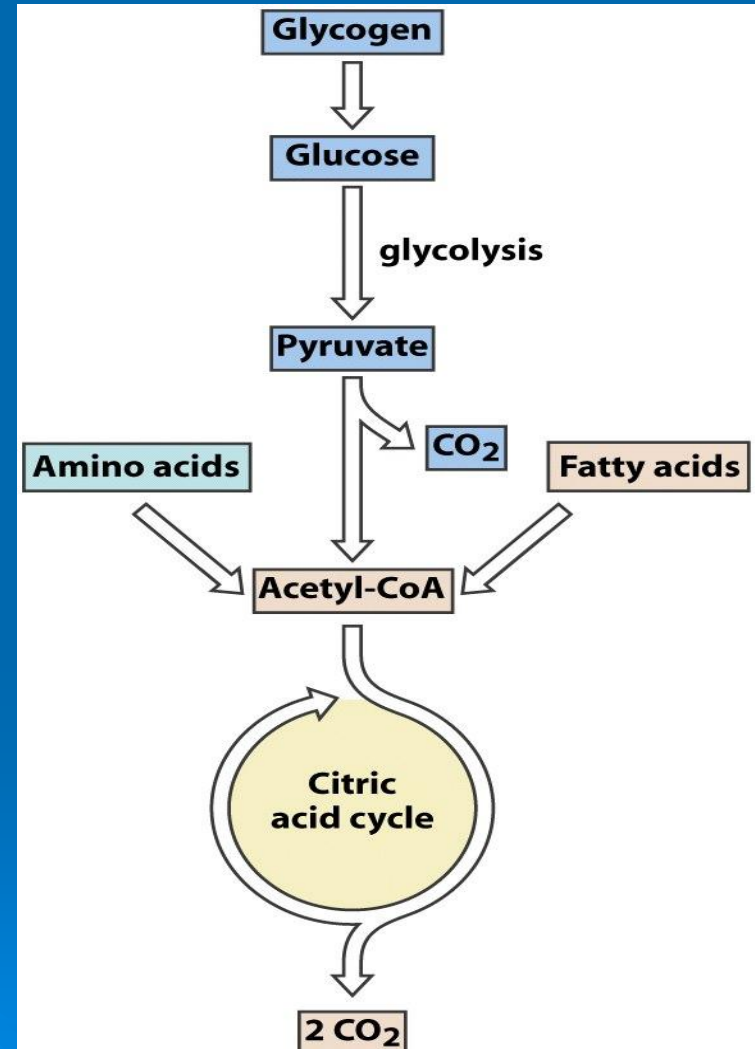 Glycogen
Glucose
glycolysis
Pyruvate
CO₂
Amino acids
Fatty acids
Acetyl-CoA
Citric
acid cycle
2 CO₂